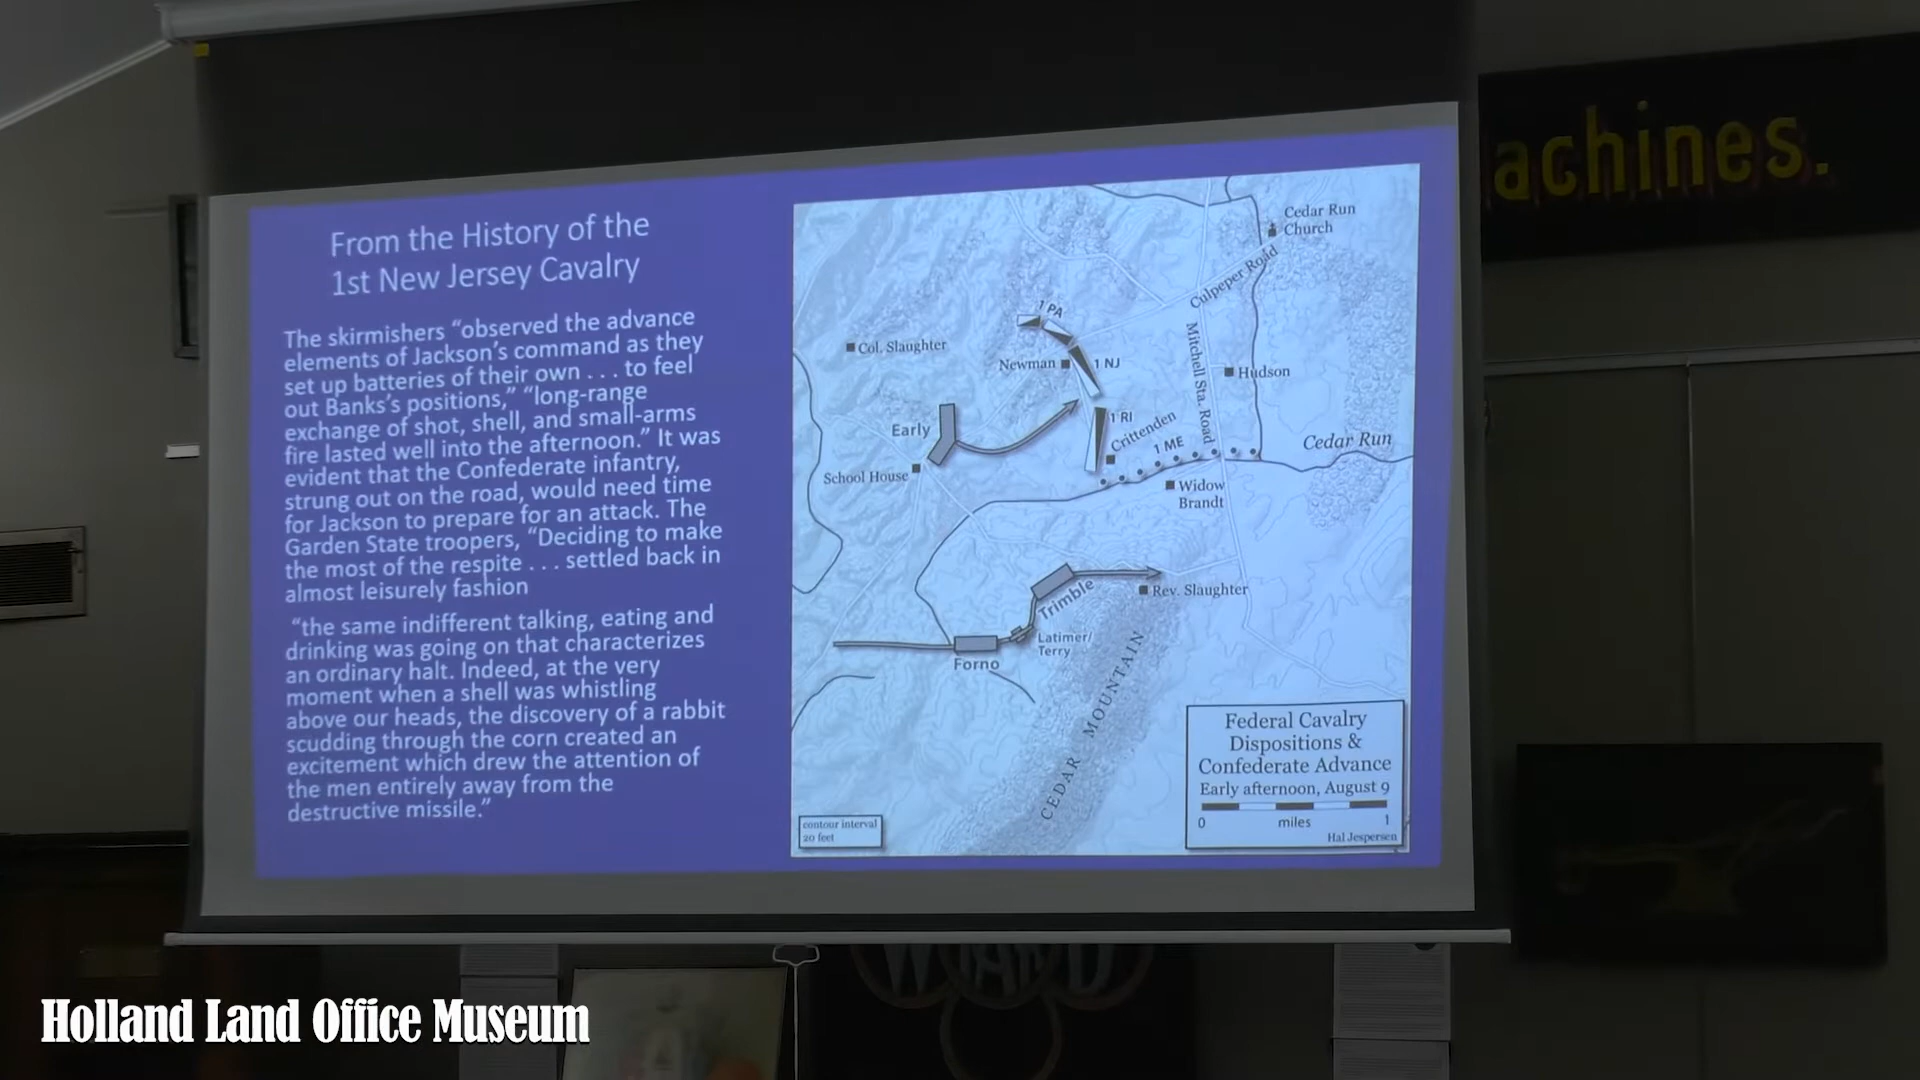 achines.
From the History of the
1st New Jersey Cavalry
The skirmishers “observed the advance
elements of Jackson’s command as they
set up batteries of their own . . . to feel
out Banks’s positions,” “long-range
exchange of shot, shell, and small-arms
fire lasted well into the afternoon.” It was
evident that the Confederate infantry,
strung out on the road, would need time
for Jackson to prepare for an attack. The
Garden State troopers, “Deciding to make
the most of the respite . . . settled back in
almost leisurely fashion
“the same indifferent talking, eating and
drinking was going on that characterizes
an ordinary halt. Indeed, at the very
moment when a shell was whistling
above our heads, the discovery of a rabbit
scudding through the corn created an
excitement which drew the attention of
the men entirely away from the
destructive missile.”
Cedar Run
Church
Culpeper Road
1 PA
Col. Slaughter
Newman
1 NJ
Mitchell Sta. Road
Hudson
Early
1 RI
Crittenden
1 ME
Cedar Run
School House
Widow
Brandt
Rev. Slaughter
Trimble
Latimer/
Terry
Forno
CEDAR MOUNTAIN
Federal Cavalry
Dispositions &
Confederate Advance
Early afternoon, August 9
0 miles 1
Hal Jespersen
contour interval
20 feet
Holland Land Office Museum